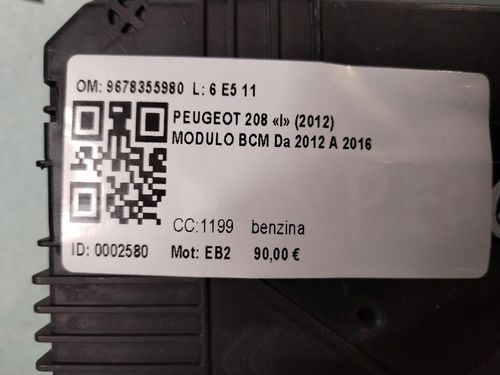 OM: 9678355980 L: 6 E5 11
PEUGEOT 208 «I» (2012)
MODULO BCM Da 2012 A 2016
CC:1199 benzina
ID: 0002580 Mot: EB2 90,00 €